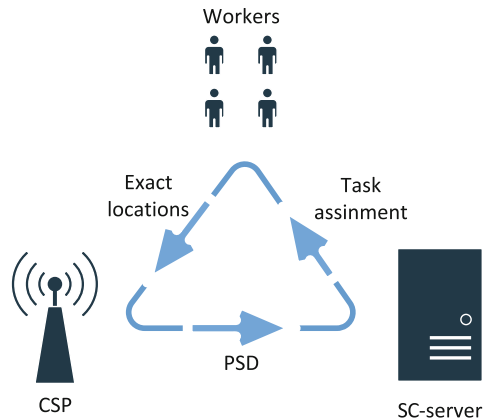 Workers
Exact
locations
Task
assinment
PSD
CSP
SC-server